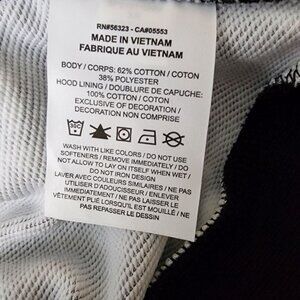 RN#56323 - CA#05553
MADE IN VIETNAM
FABRIQUE AU VIETNAM
BODY / CORPS: 62% COTTON / COTON
38% POLYESTER
HOOD LINING / DOUBLURE DE CAPUCHE:
100% COTTON / COTON
EXCLUSIVE OF DECORATION /
DECORATION NON COMPRISE
30C
WASH WITH LIKE COLORS / DO NOT USE
SOFTENERS / REMOVE IMMEDIATELY / DO
NOT ALLOW TO LAY ON ITSELF WHEN WET /
DO NOT IRON DESIGN
LAVER AVEC COULEURS SIMILAIRES / NE PAS
UTILISER D'ADOUCISSEUR / ENLEVER
IMMÉDIATEMENT / NE LAISSEZ PAS LE
VÊTEMENT PLIÉ LORSQU'IL EST MOUILLÉ / NE
PAS REPASSER LE DESSIN